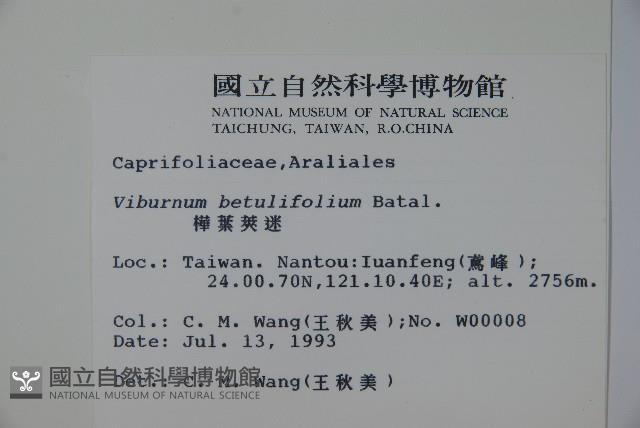 國立自然科學博物館
NATIONAL MUSEUM OF NATURAL SCIENCE
TAICHUNG, TAIWAN, R.O.CHINA
Caprifoliaceae,Araliales
Viburnum betulifolium Batal.
樺葉莢迷
Loc.: Taiwan. Nantou:Iuanfeng(鳶峰);
24.00.70N,121.10.40E; alt. 2756m.
Col.: C. M. Wang(王秋美);No. W00008
Date: Jul. 13, 1993
Det.: C. M. Wang(王秋美)
國立自然科學博物館
NATIONAL MUSEUM OF NATURAL SCIENCE